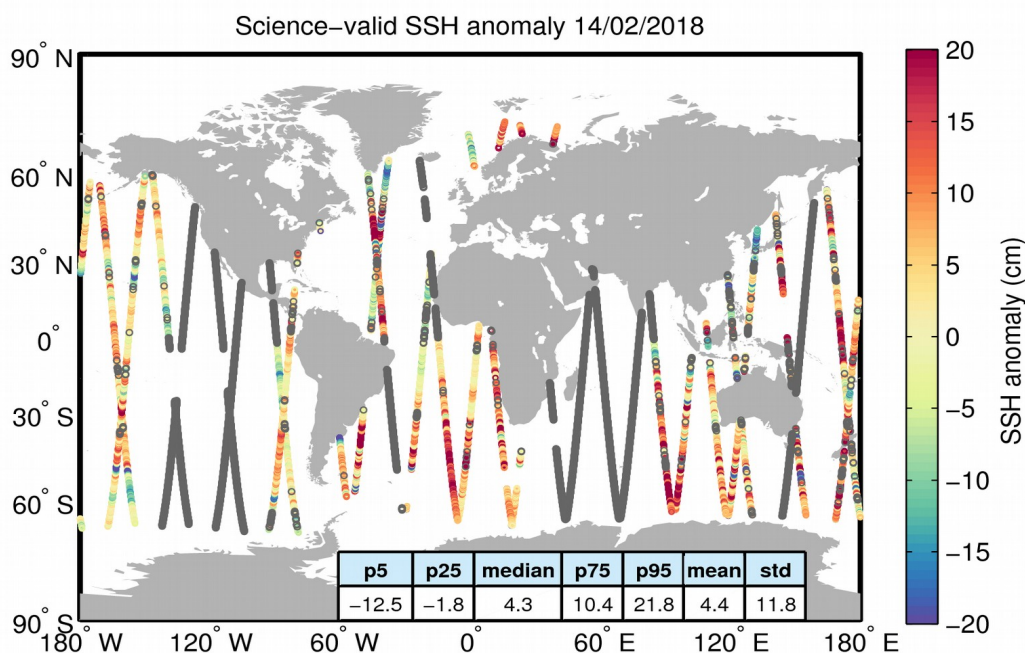 Science−valid SSH anomaly 14/02/2018
90° N
60° N
30° N
0°
30° S
60° S
90° S
180° W
120° W
60° W
0°
60° E
120° E
180° E
p5 p25 median p75 p95 mean std
−12.5 −1.8 4.3 10.4 21.8 4.4 11.8
20
15
10
5
0
−5
−10
−15
−20
SSH anomaly (cm)